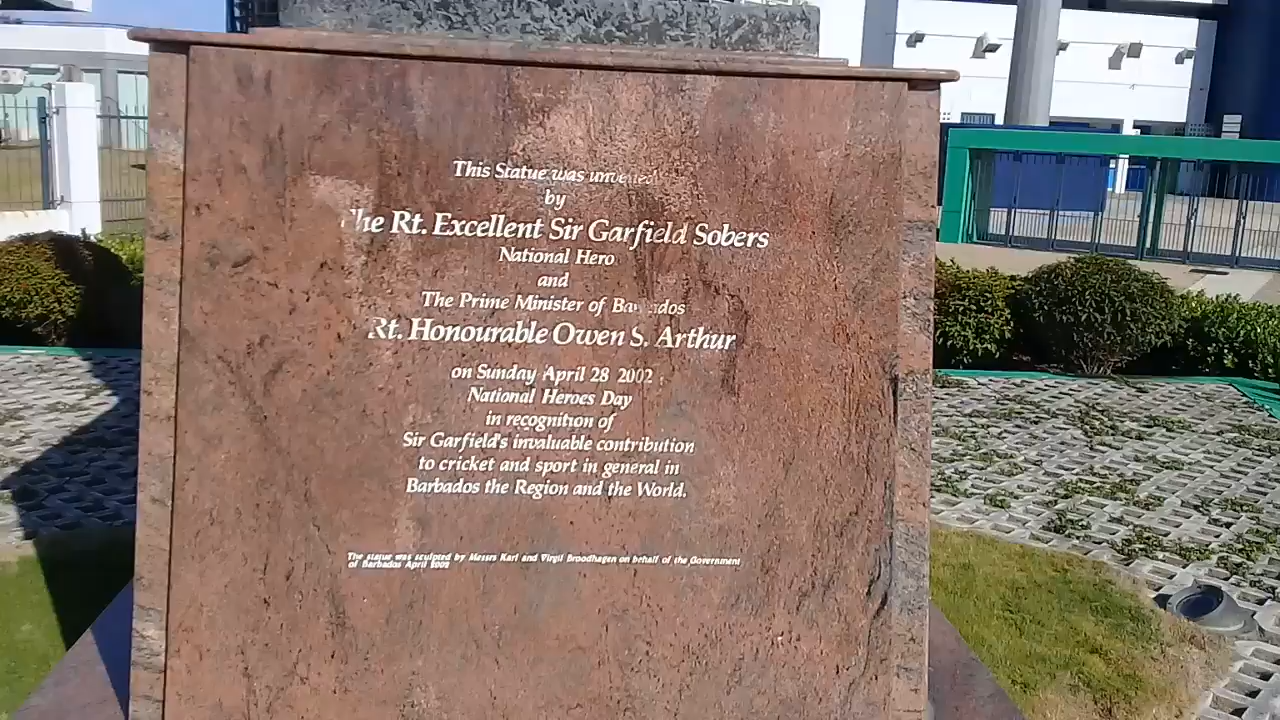 This Statue was unveiled
by
The Rt. Excellent Sir Garfield Sobers
National Hero
and
The Prime Minister of Barbados
Rt. Honourable Owen S. Arthur
on Sunday April 28 2002
National Heroes Day
in recognition of
Sir Garfield's invaluable contribution
to cricket and sport in general in
Barbados the Region and the World.
The statue was sculpted by Messrs Karl and Virgil Broodhagen on behalf of the Government
of Barbados April 2002